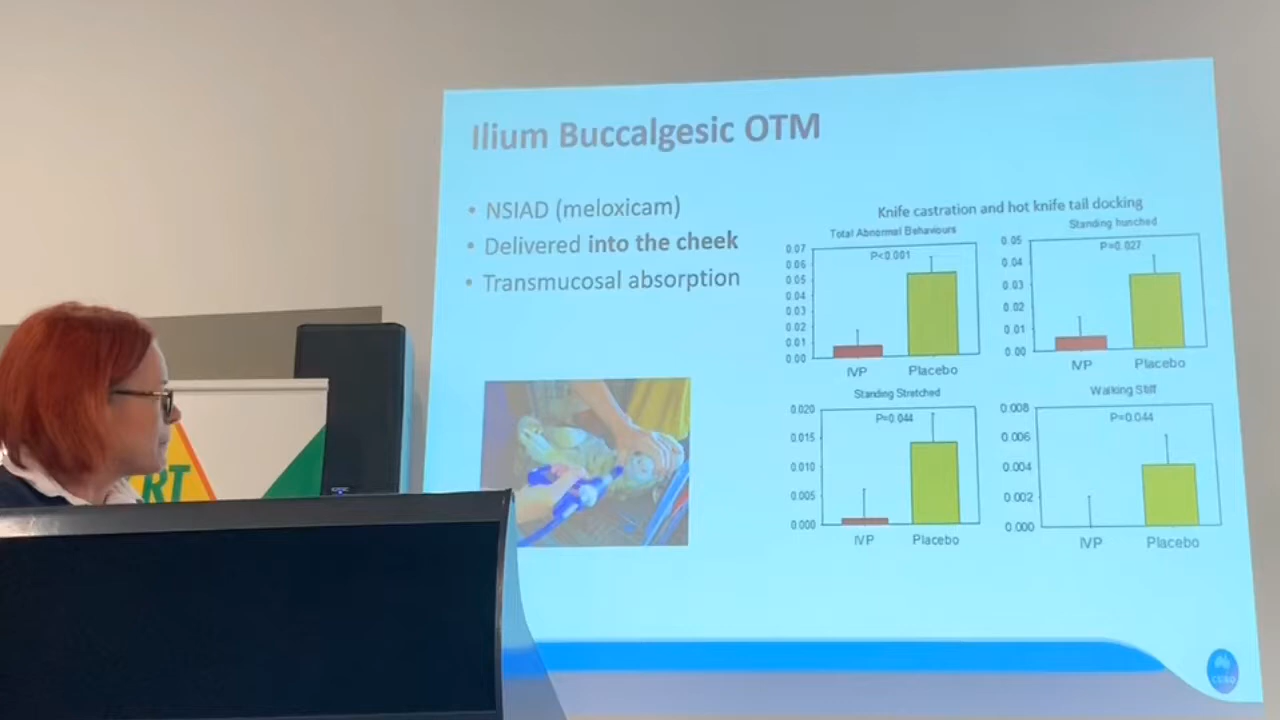 Ilium Buccalgesic OTM
• NSIAD (meloxicam)
• Delivered into the cheek
• Transmucosal absorption
Knife castration and hot knife tail docking
Total Abnormal Behaviours
P<0.001
0.07
0.06
0.05
0.04
0.03
0.02
0.01
0.00
IVP Placebo
Standing hunched
P=0.027
0.05
0.04
0.03
0.02
0.01
0.00
IVP Placebo
Standing Stretched
P=0.044
0.020
0.015
0.010
0.005
0.000
IVP Placebo
Walking Stiff
P=0.044
0.008
0.006
0.004
0.002
0.000
IVP Placebo
RT
CSIRO